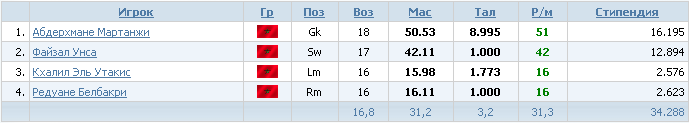 Игрок Гр Поз Воз Мас Тал Р/м Стипендия
1. Абдерхмане Мартанжи Gk 18 50.53 8.995 51 16.195
2. Файзал Унса Sw 17 42.11 1.000 42 12.894
3. Кхалил Эль Утакис Lm 16 15.98 1.773 16 2.576
4. Редуане Белбакри Rm 16 16.11 1.000 16 2.623
16,8 31,2 3,2 31,3 34.288